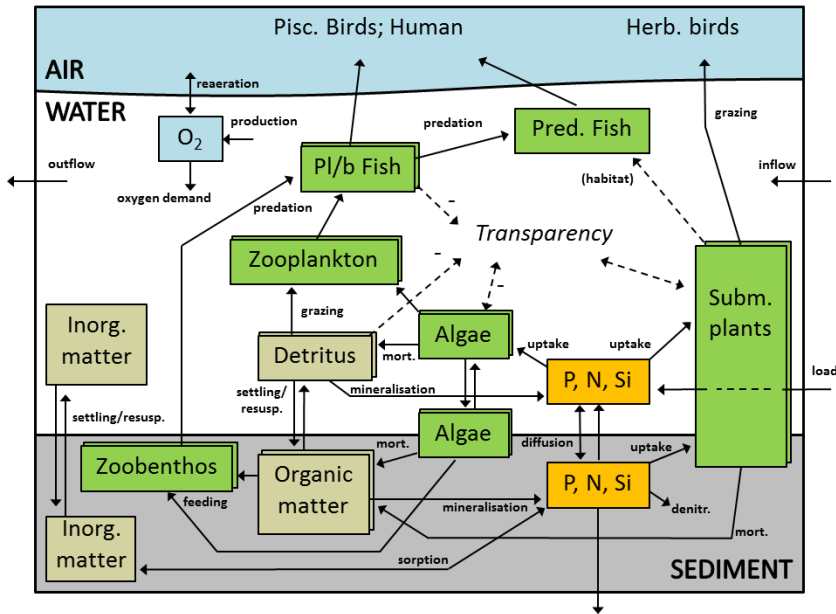 Pisc. Birds; Human
Herb. birds
AIR
reaeration
WATER
O₂
production
oxygen demand
outflow
predation
Pred. Fish
grazing
inflow
Pl/b Fish
(habitat)
predation
-
Transparency
Zooplankton
-
-
grazing
Subm.
plants
Inorg.
matter
Algae
Detritus
mort.
uptake
uptake
P, N, Si
load
settling/
resusp.
mineralisation
settling/resusp.
Algae
mort.
diffusion
uptake
Zoobenthos
feeding
Organic
matter
mineralisation
P, N, Si
denitr.
Inorg.
matter
mort.
sorption
SEDIMENT